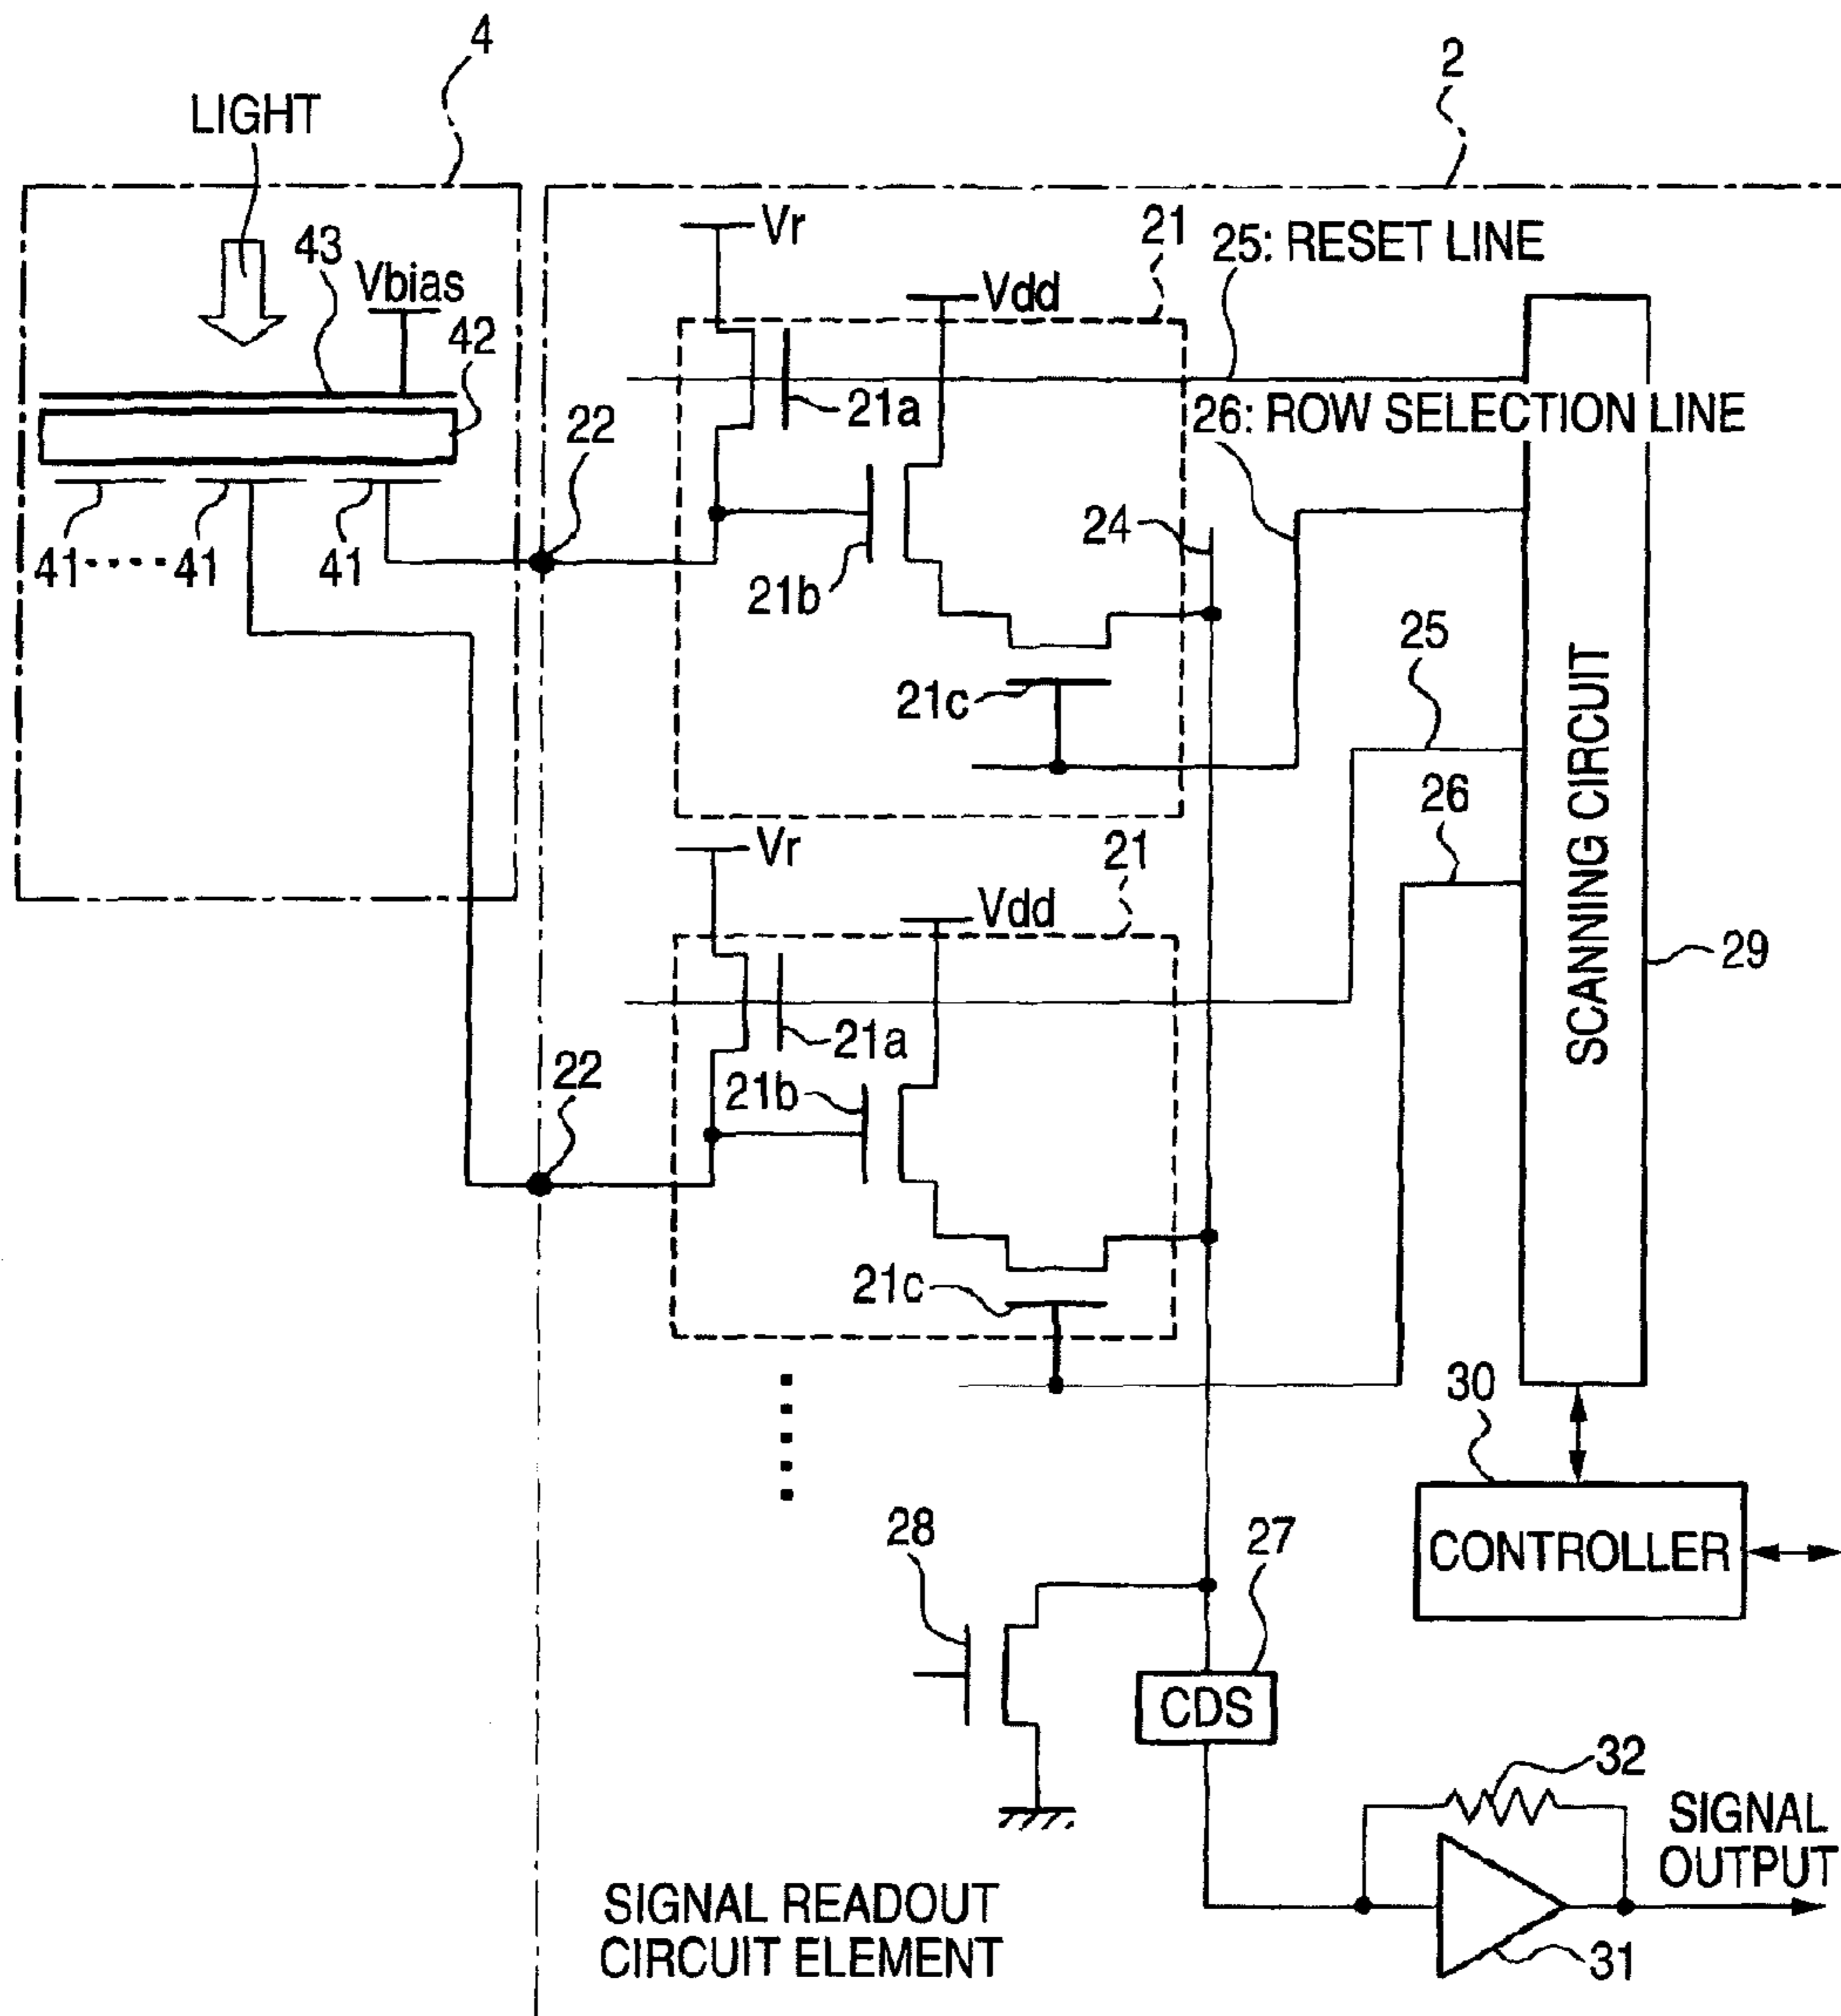 4
2
LIGHT
43
Vbias
42
41
41
41
22
Vr
Vdd
21
25: RESET LINE
21a
26: ROW SELECTION LINE
24
21b
21c
25
26
SCANNING CIRCUIT
29
Vr
Vdd
21
21a
21b
22
21c
30
CONTROLLER
28
27
CDS
32
SIGNAL
OUTPUT
31
SIGNAL READOUT
CIRCUIT ELEMENT